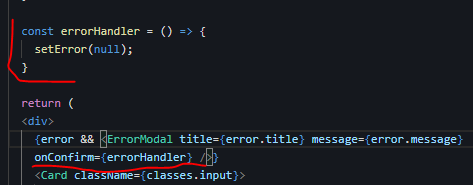 }
const errorHandler = () => {
setError(null);
}
return (
<div>
{error && <ErrorModal title={error.title} message={error.message}
onConfirm={errorHandler} />}
<Card className={classes.input}>